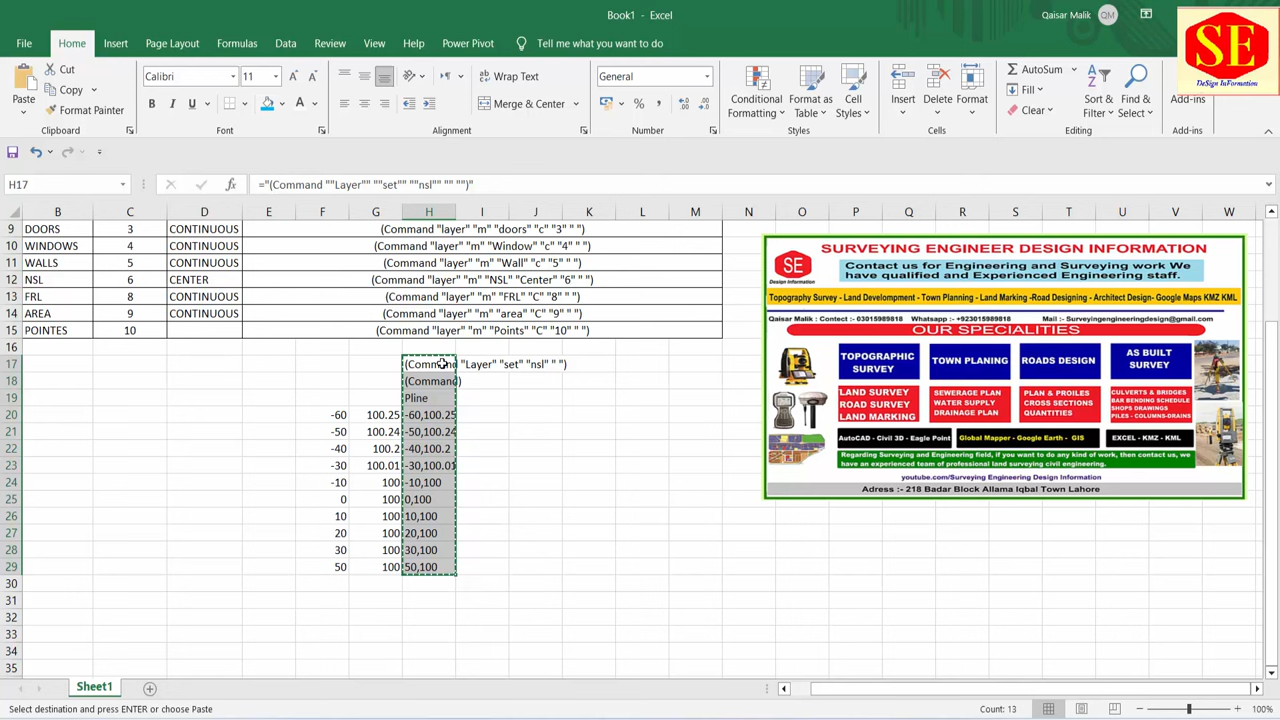 Book1 - Excel
Qaisar Malik QM
SE
DeSign InFormation
File Home Insert Page Layout Formulas Data Review View Help Power Pivot Tell me what you want to do
Cut
Copy
Format Painter
Paste
Clipboard
Calibri 11
B I U
Font
Wrap Text
Merge & Center
Alignment
General
Number
Conditional Formatting
Format as Table
Cell Styles
Styles
Insert Delete Format
Cells
AutoSum
Fill
Clear
Sort & Filter
Find & Select
Editing
Add-ins
Add-ins
H17 fx ="(Command ""Layer"" ""set"" ""nsl"" "" "")"
B C D E F G H I J K L M N O P Q R S T U V W
9 DOORS 3 CONTINUOUS (Command "layer" "m" "doors" "c" "3" " ")
10 WINDOWS 4 CONTINUOUS (Command "layer" "m" "Window" "c" "4" " ")
11 WALLS 5 CONTINUOUS (Command "layer" "m" "Wall" "c" "5" " ")
12 NSL 6 CENTER (Command "layer" "m" "NSL" "Center" "6" " ")
13 FRL 8 CONTINUOUS (Command "layer" "m" "FRL" "C" "8" " ")
14 AREA 9 CONTINUOUS (Command "layer" "m" "area" "C" "9" " ")
15 POINTES 10 (Command "layer" "m" "Points" "C" "10" " ")
16
17 (Command "Layer" "set" "nsl" " ")
18 (Command)
19 Pline
20 -60 100.25 -60,100.25
21 -50 100.24 -50,100.24
22 -40 100.2 -40,100.2
23 -30 100.01 -30,100.01
24 -10 100 -10,100
25 0 100 0,100
26 10 100 10,100
27 20 100 20,100
28 30 100 30,100
29 50 100 50,100
30
31
32
33
34
35
SURVEYING ENGINEER DESIGN INFORMATION
SE
Design Information
Contact us for Engineering and Surveying work We
have qualified and Experienced Engineering staff.
Topography Survey - Land Develompment - Town Planning - Land Marking -Road Designing - Architect Design- Google Maps KMZ KML
Qaisar Malik : Contect :- 03015989818 Whatsapp :- +923015989818 Mail :- Surveyingengineeringdesign@gmail.com
OUR SPECIALITIES
TOPOGRAPHIC SURVEY
TOWN PLANING
ROADS DESIGN
AS BUILT SURVEY
LAND SURVEY
ROAD SURVEY
LAND MARKING
SEWERAGE PLAN
WATER SUPPLY
DRAINAGE PLAN
PLAN & PROILES
CROSS SECTIONS
QUANTITIES
CULVERTS & BRIDGES
BAR BENDING SCHEDULE
SHOPS DRAWINGS
PILES - COLUMNS-DRAINS
AutoCAD - Civil 3D - Eagle Point
Global Mapper - Google Earth - GIS
EXCEL - KMZ - KML
Regarding Surveying and Engineering field, if you want to do any kind of work, then contact us, we
have an experienced team of professional land surveying civil engineering.
youtube.com/Surveying Engineering Design Information
Adress :- 218 Badar Block Allama Iqbal Town Lahore
Sheet1
Select destination and press ENTER or choose Paste
Count: 13
100%